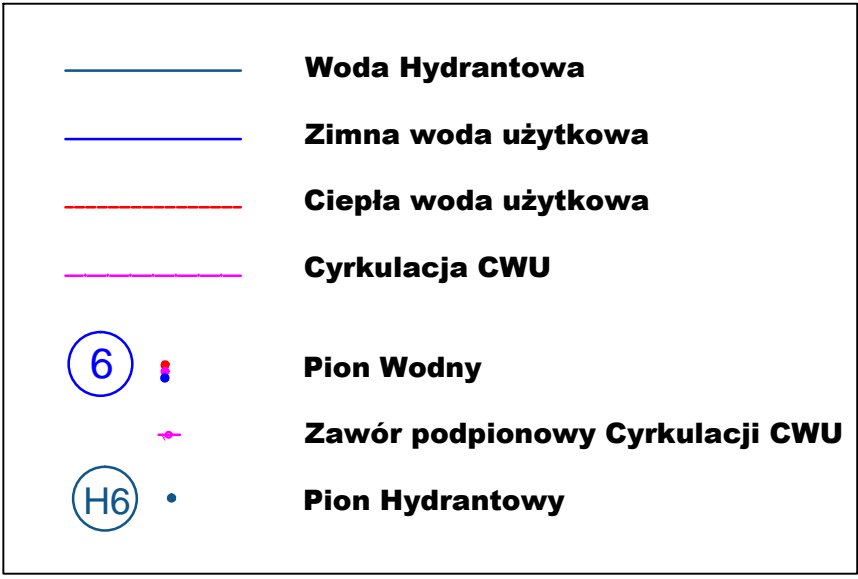 Woda Hydrantowa
Zimna woda użytkowa
Ciepła woda użytkowa
Cyrkulacja CWU
6 Pion Wodny
Zawór podpionowy Cyrkulacji CWU
H6 Pion Hydrantowy